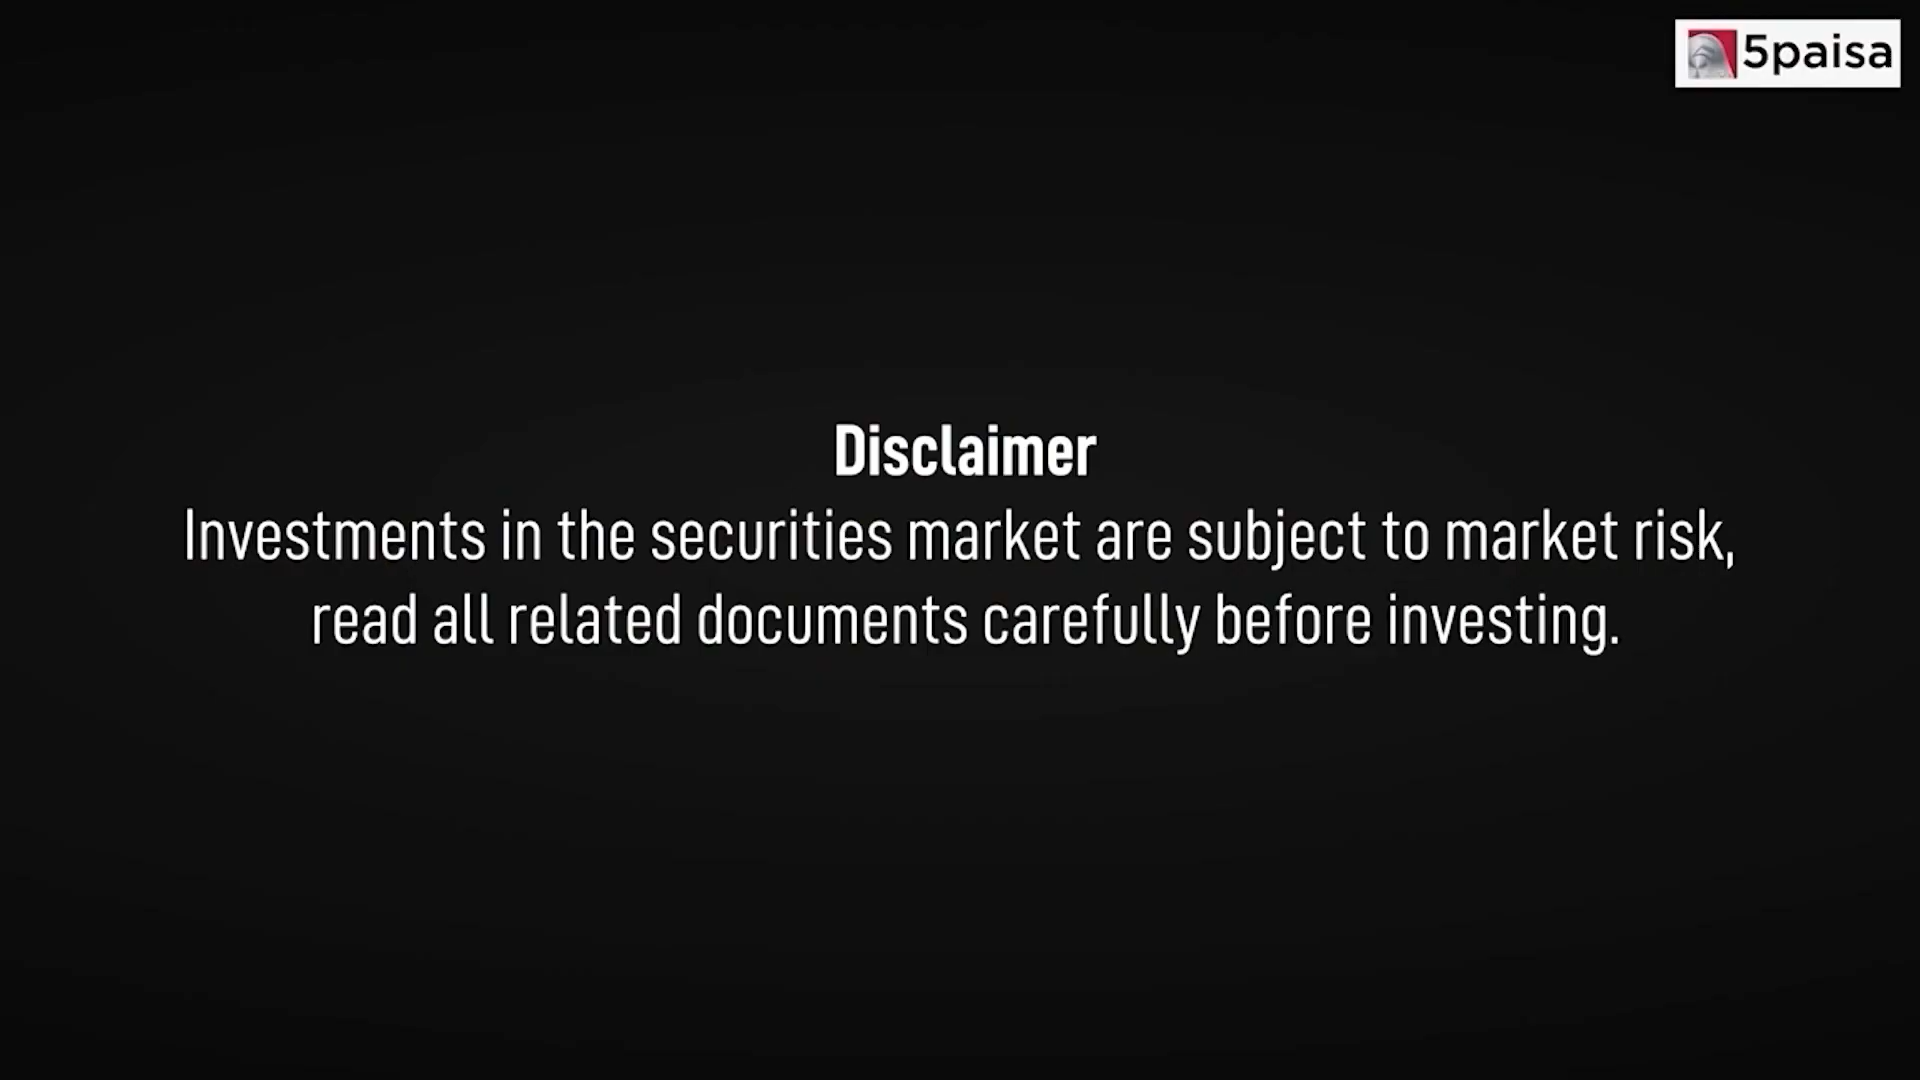 5paisa
Disclaimer
Investments in the securities market are subject to market risk,
read all related documents carefully before investing.